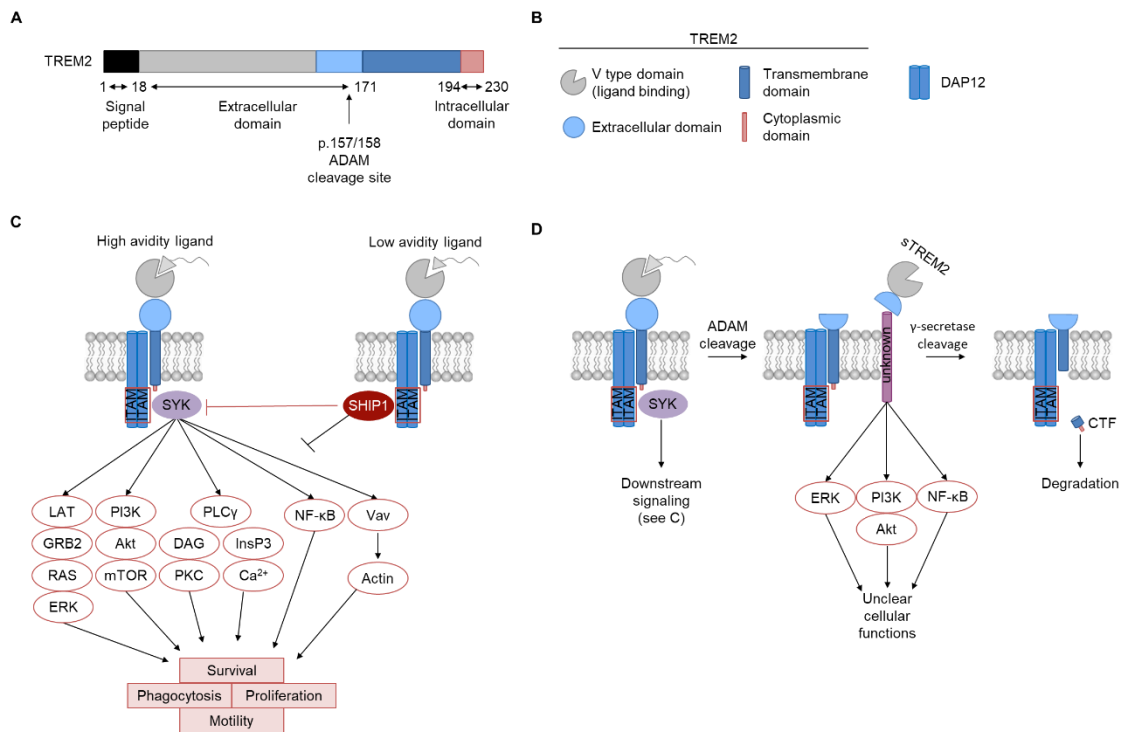 A
TREM2
1
18
171
194
230
Signal
peptide
Extracellular
domain
Intracellular
domain
p.157/158
ADAM
cleavage site
B
TREM2
V type domain
(ligand binding)
Transmembrane
domain
DAP12
Extracellular domain
Cytoplasmic
domain
C
High avidity ligand
Low avidity ligand
ITAM
ITAM
SYK
SHIP1
ITAM
ITAM
LAT
PI3K
PLCγ
NF-κB
Vav
GRB2
Akt
DAG
InsP3
RAS
mTOR
PKC
Ca²⁺
Actin
ERK
Survival
Phagocytosis
Proliferation
Motility
D
sTREM2
ADAM
cleavage
γ-secretase
cleavage
unknown
ITAM
ITAM
SYK
ITAM
ITAM
ITAM
ITAM
CTF
Downstream
signaling
(see C)
ERK
PI3K
NF-κB
Akt
Degradation
Unclear
cellular
functions